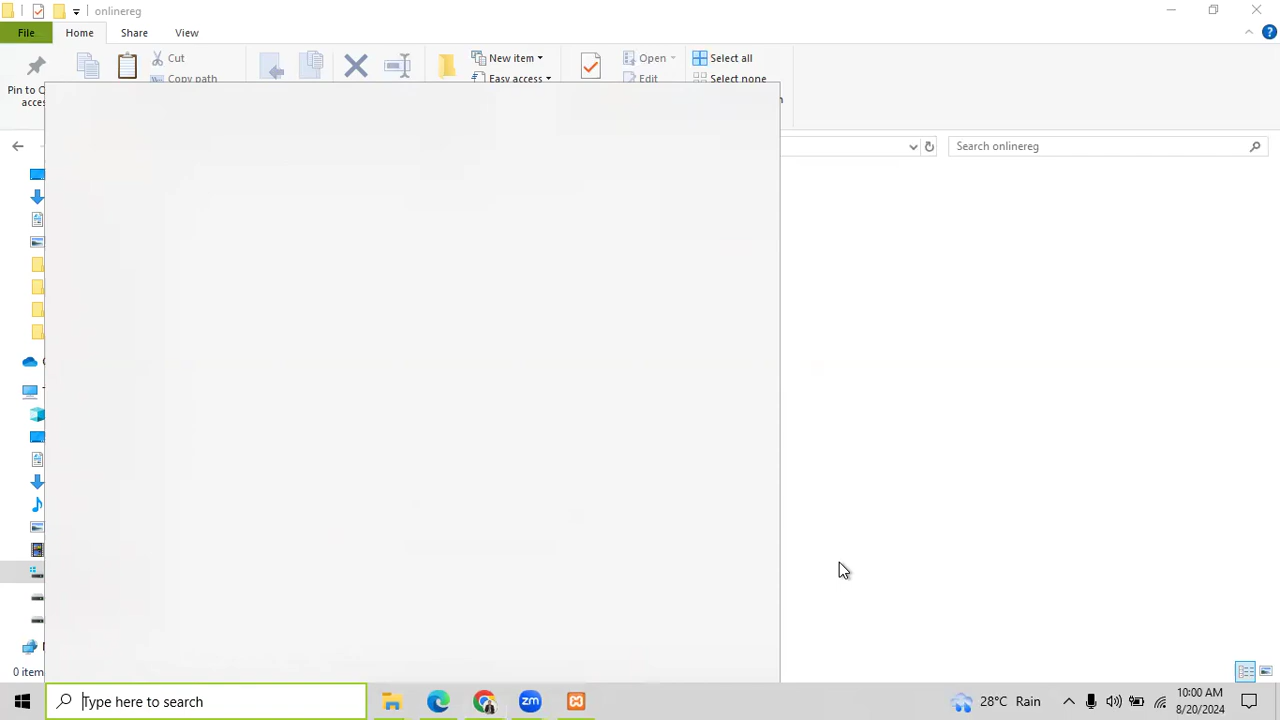 onlinereg
File
Home
Share
View
Cut
Open
Select all
New item
Copy path
Easy access
Edit
Select none
Pin to
acces
Search onlinereg
0 item
Type here to search
zm
28°C Rain
10:00 AM
8/20/2024